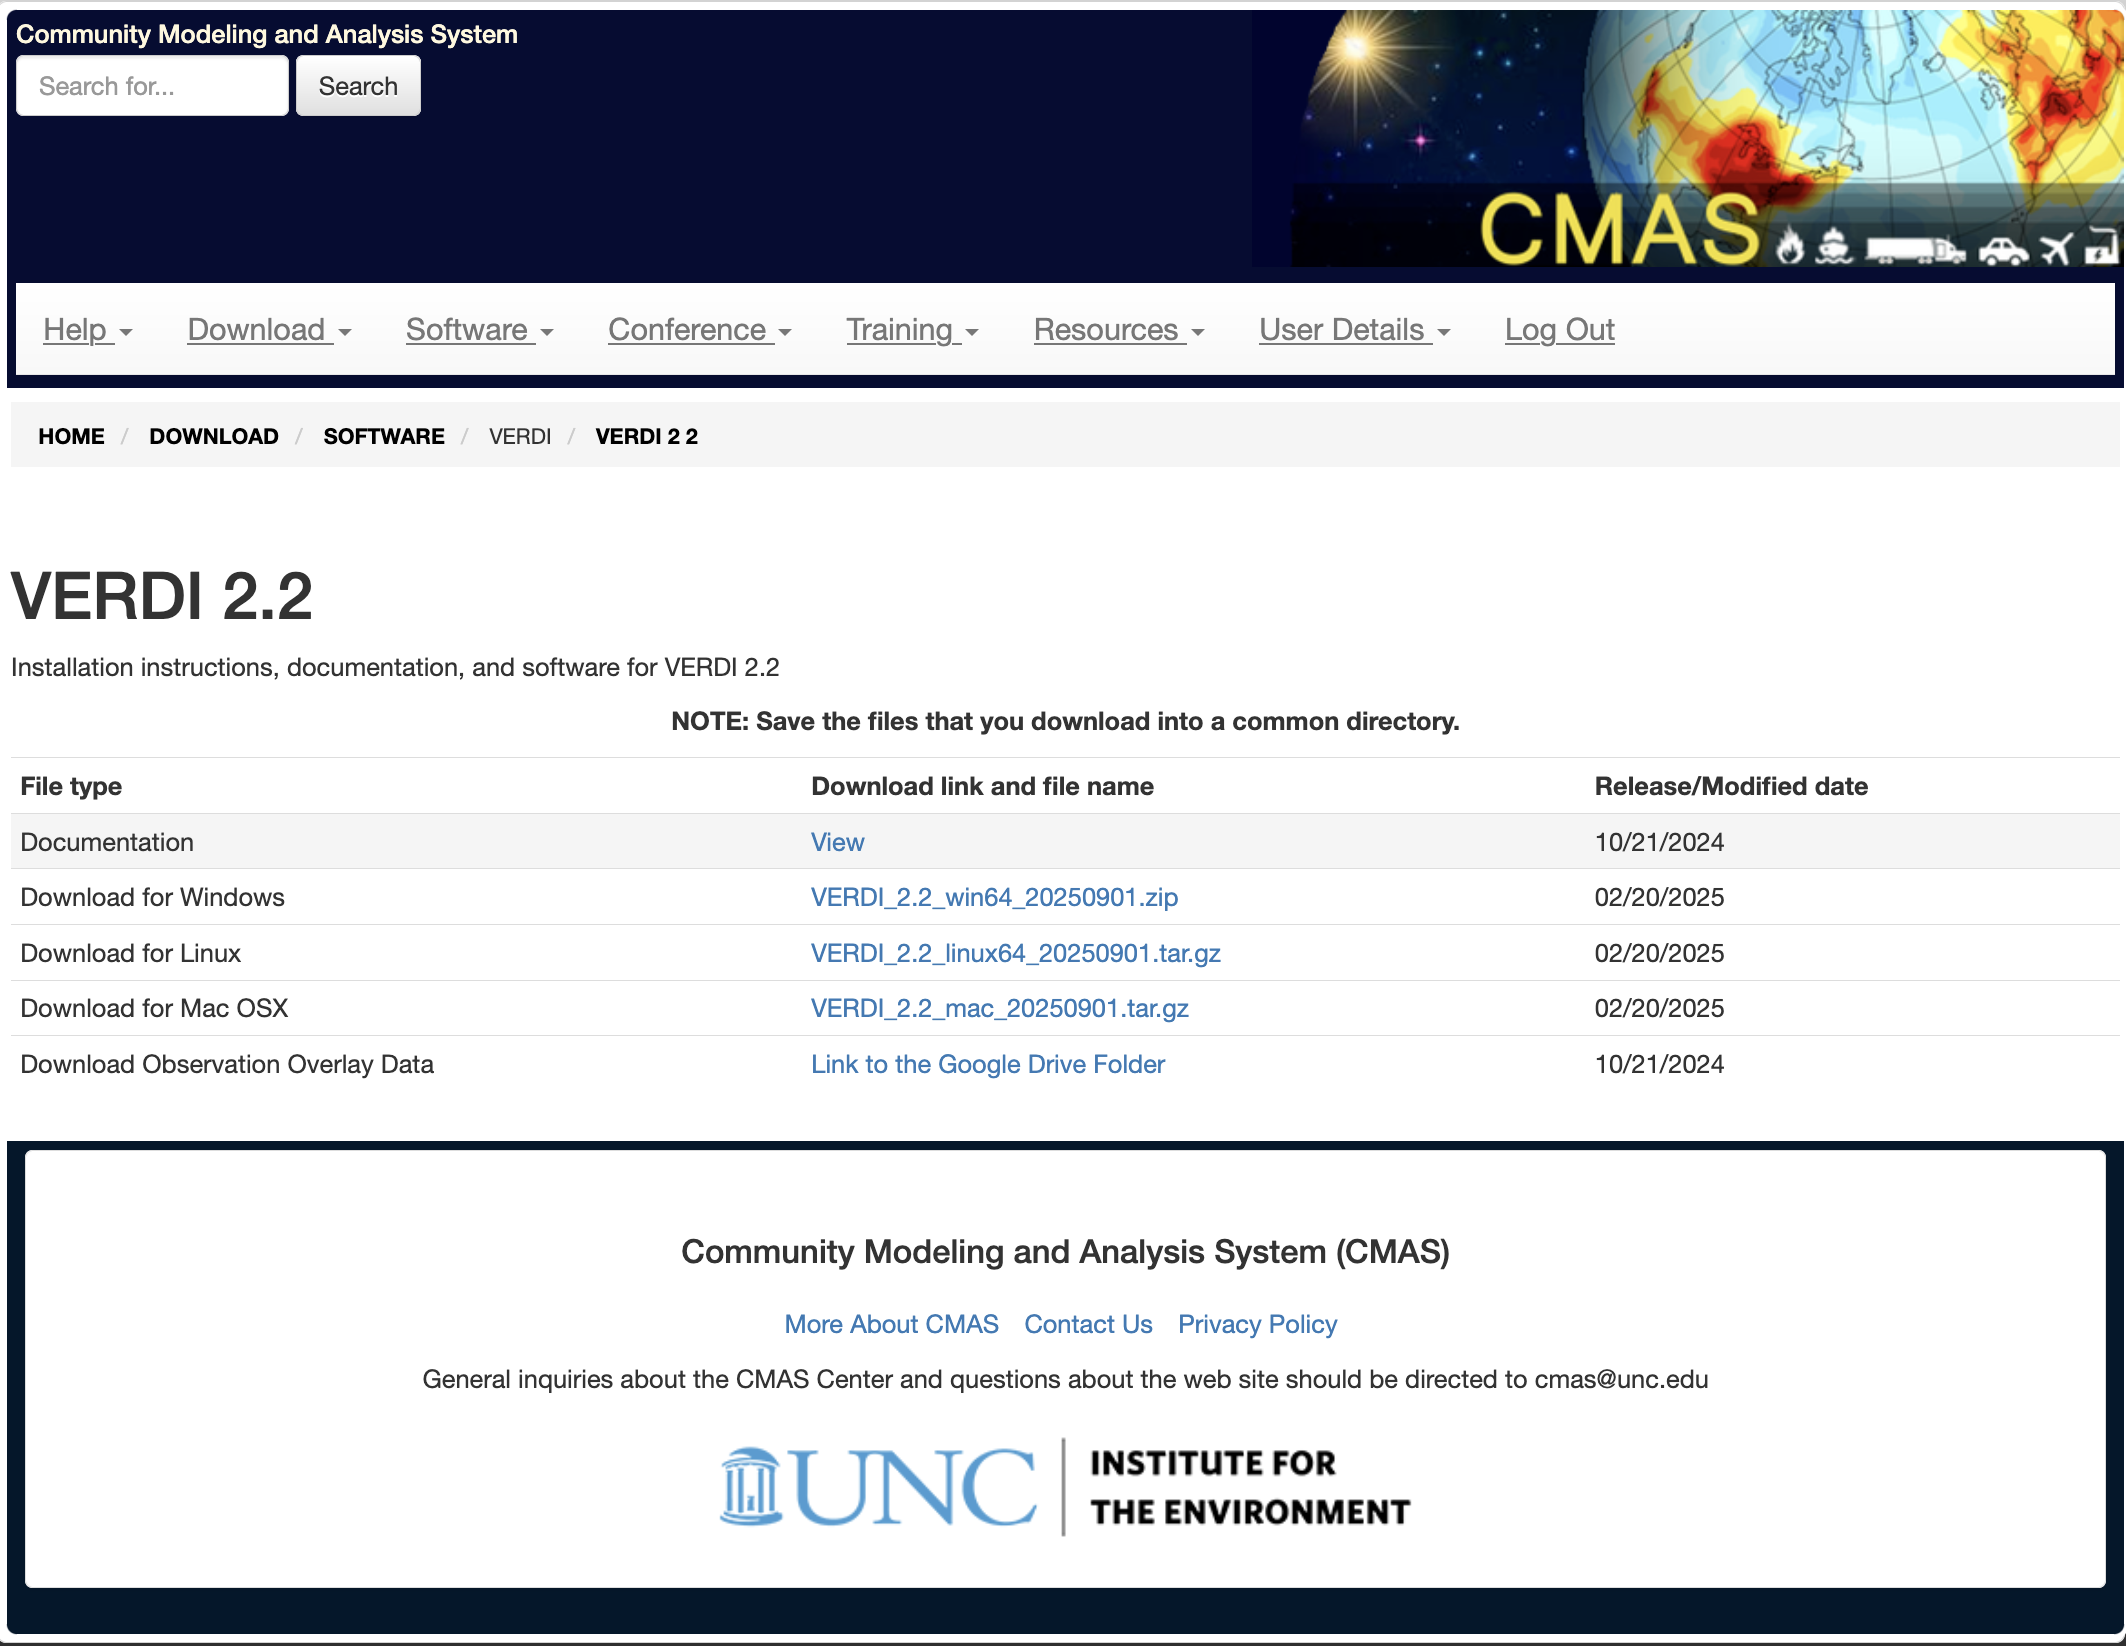 Community Modeling and Analysis System
Search for...
Search
CMAS
Help
Download
Software
Conference
Training
Resources
User Details
Log Out
HOME / DOWNLOAD / SOFTWARE / VERDI / VERDI 2 2
VERDI 2.2
Installation instructions, documentation, and software for VERDI 2.2
NOTE: Save the files that you download into a common directory.
File type Download link and file name Release/Modified date
Documentation View 10/21/2024
Download for Windows VERDI_2.2_win64_20250901.zip 02/20/2025
Download for Linux VERDI_2.2_linux64_20250901.tar.gz 02/20/2025
Download for Mac OSX VERDI_2.2_mac_20250901.tar.gz 02/20/2025
Download Observation Overlay Data Link to the Google Drive Folder 10/21/2024
Community Modeling and Analysis System (CMAS)
More About CMAS Contact Us Privacy Policy
General inquiries about the CMAS Center and questions about the web site should be directed to cmas@unc.edu
UNC
INSTITUTE FOR
THE ENVIRONMENT